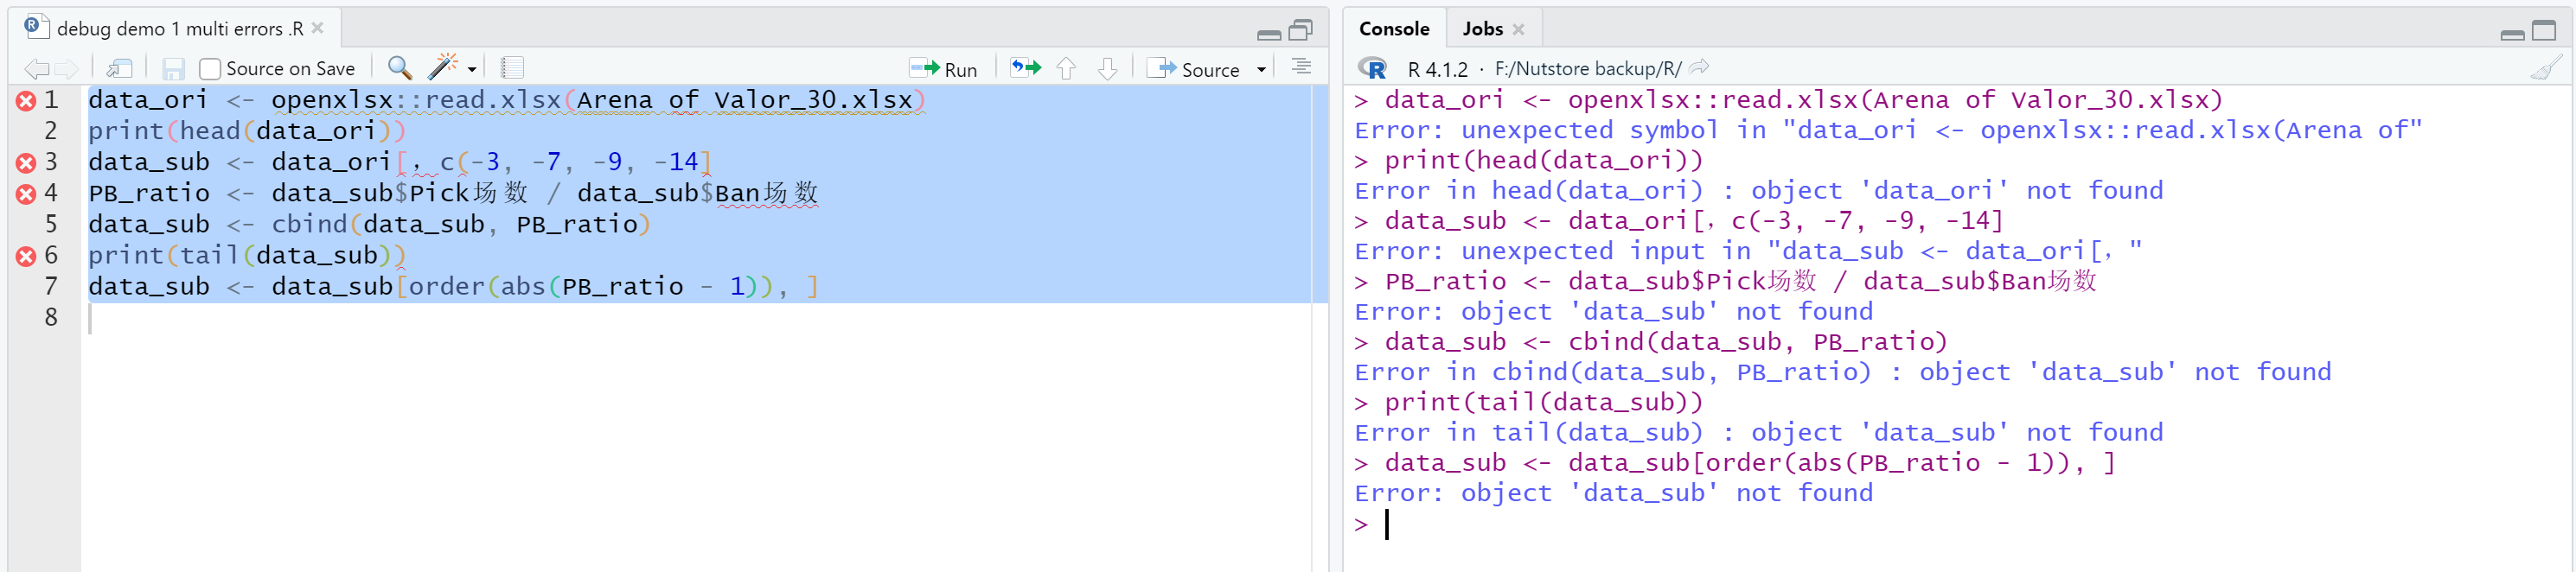 debug demo 1 multi errors .R
Source on Save
Run
Source
1 data_ori <- openxlsx::read.xlsx(Arena of Valor_30.xlsx)
2 print(head(data_ori))
3 data_sub <- data_ori[，c(-3, -7, -9, -14]
4 PB_ratio <- data_sub$Pick场数 / data_sub$Ban场数
5 data_sub <- cbind(data_sub, PB_ratio)
6 print(tail(data_sub))
7 data_sub <- data_sub[order(abs(PB_ratio - 1)), ]
8
Console Jobs
R 4.1.2 · F:/Nutstore backup/R/
> data_ori <- openxlsx::read.xlsx(Arena of Valor_30.xlsx)
Error: unexpected symbol in "data_ori <- openxlsx::read.xlsx(Arena of"
> print(head(data_ori))
Error in head(data_ori) : object 'data_ori' not found
> data_sub <- data_ori[，c(-3, -7, -9, -14]
Error: unexpected input in "data_sub <- data_ori[，"
> PB_ratio <- data_sub$Pick场数 / data_sub$Ban场数
Error: object 'data_sub' not found
> data_sub <- cbind(data_sub, PB_ratio)
Error in cbind(data_sub, PB_ratio) : object 'data_sub' not found
> print(tail(data_sub))
Error in tail(data_sub) : object 'data_sub' not found
> data_sub <- data_sub[order(abs(PB_ratio - 1)), ]
Error: object 'data_sub' not found
>